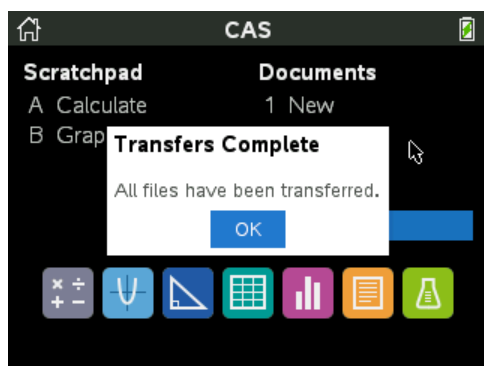 CAS
Scratchpad Documents
A Calculate 1 New
B Grap
Transfers Complete
All files have been transferred.
OK